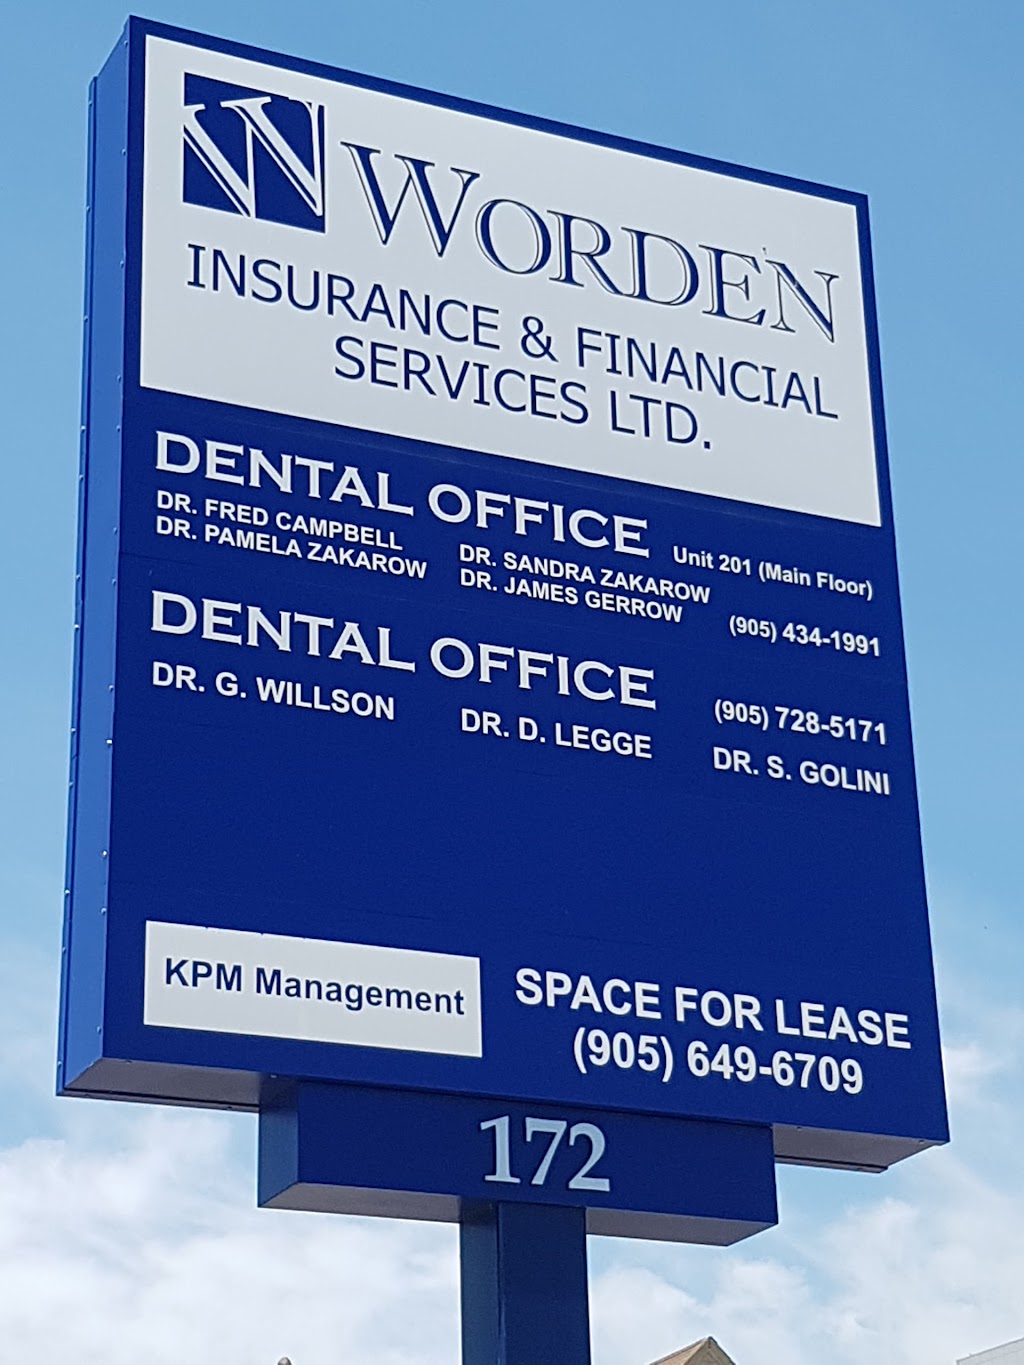 W WORDEN
INSURANCE & FINANCIAL
SERVICES LTD.
DENTAL OFFICE Unit 201 (Main Floor)
DR. FRED CAMPBELL DR. SANDRA ZAKAROW
DR. PAMELA ZAKAROW DR. JAMES GERROW (905) 434-1991
DENTAL OFFICE (905) 728-5171
DR. G. WILLSON DR. D. LEGGE DR. S. GOLINI
KPM Management
SPACE FOR LEASE
(905) 649-6709
172